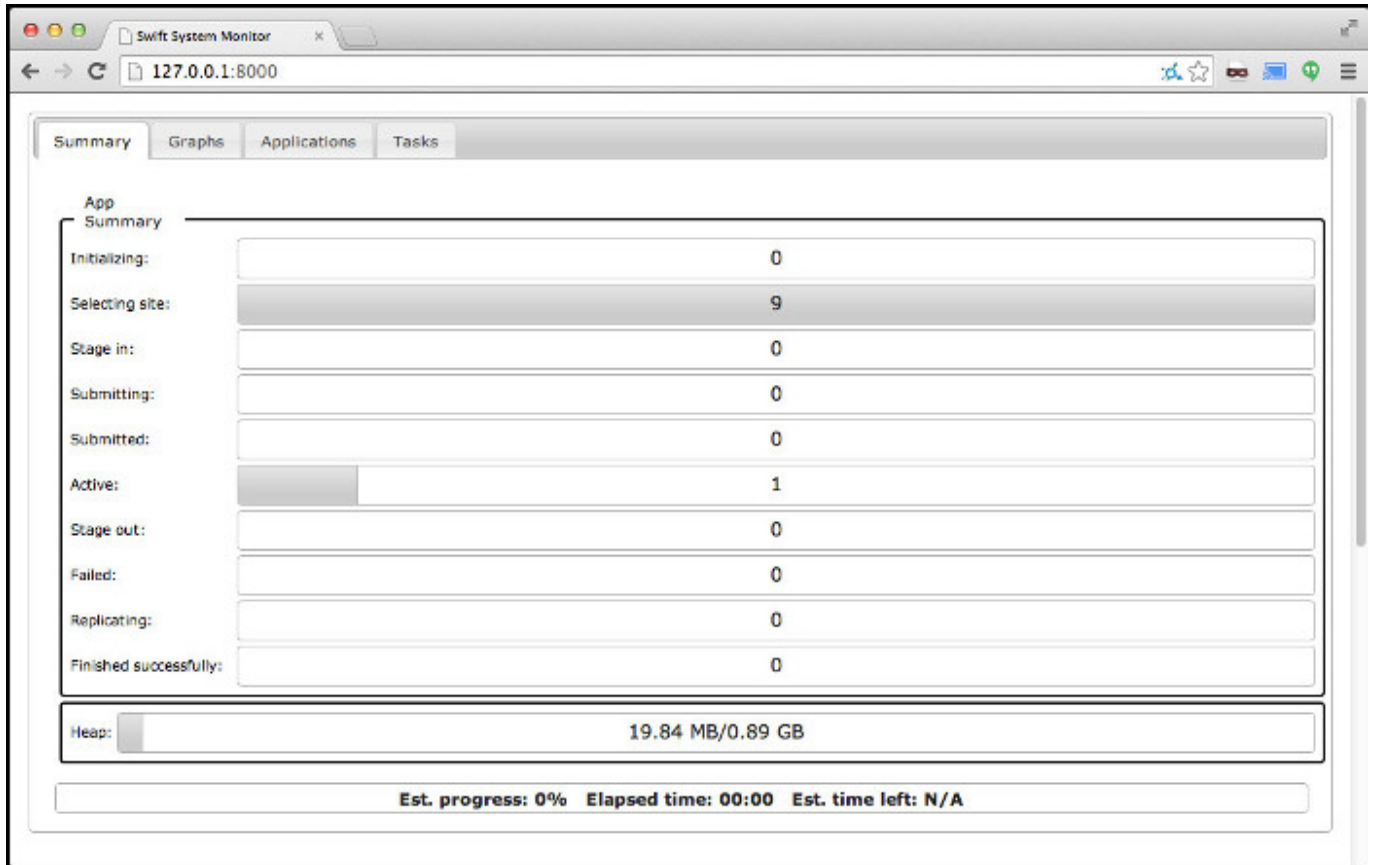 Swift System Monitor
127.0.0.1:8000
Summary Graphs Applications Tasks
App
Summary
Initializing: 0
Selecting site: 9
Stage in: 0
Submitting: 0
Submitted: 0
Active: 1
Stage out: 0
Failed: 0
Replicating: 0
Finished successfully: 0
Heap: 19.84 MB/0.89 GB
Est. progress: 0% Elapsed time: 00:00 Est. time left: N/A